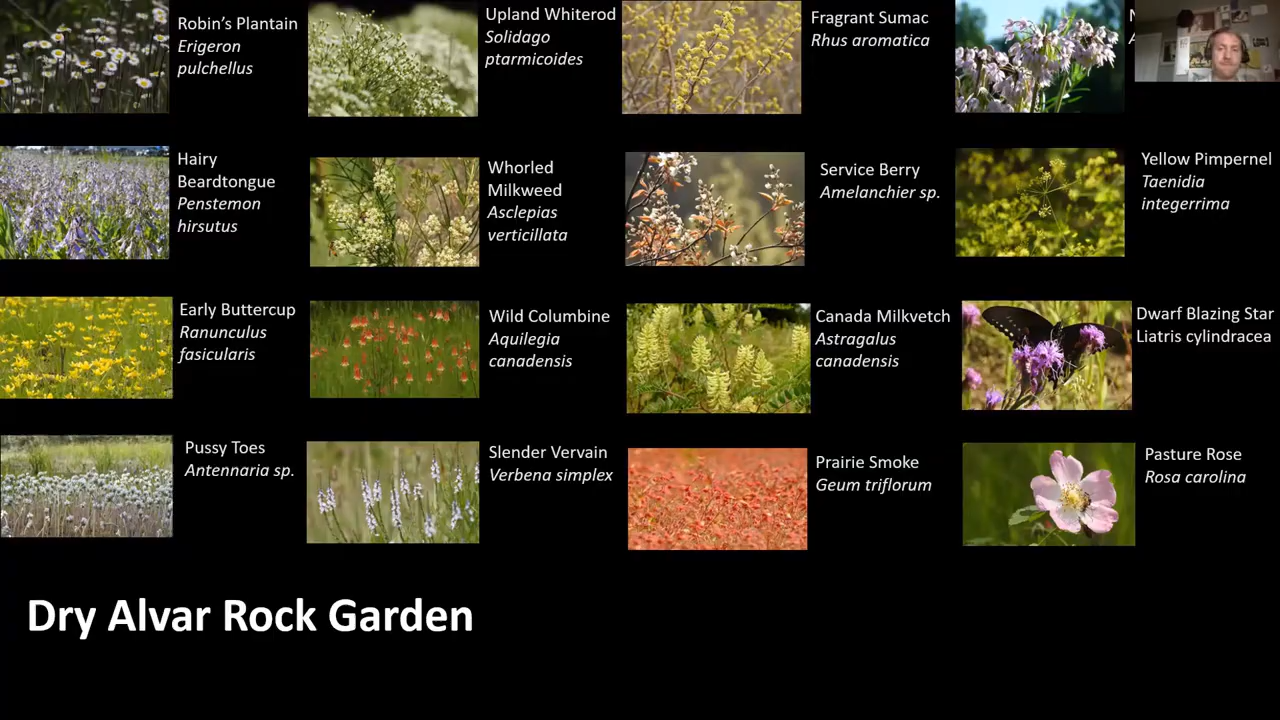 Robin's Plantain
Erigeron
pulchellus
Upland Whiterod
Solidago
ptarmicoides
Fragrant Sumac
Rhus aromatica
Hairy
Beardtongue
Penstemon
hirsutus
Whorled
Milkweed
Asclepias
verticillata
Service Berry
Amelanchier sp.
Yellow Pimpernel
Taenidia
integerrima
Early Buttercup
Ranunculus
fasicularis
Wild Columbine
Aquilegia
canadensis
Canada Milkvetch
Astragalus
canadensis
Dwarf Blazing Star
Liatris cylindracea
Pussy Toes
Antennaria sp.
Slender Vervain
Verbena simplex
Prairie Smoke
Geum triflorum
Pasture Rose
Rosa carolina
Dry Alvar Rock Garden